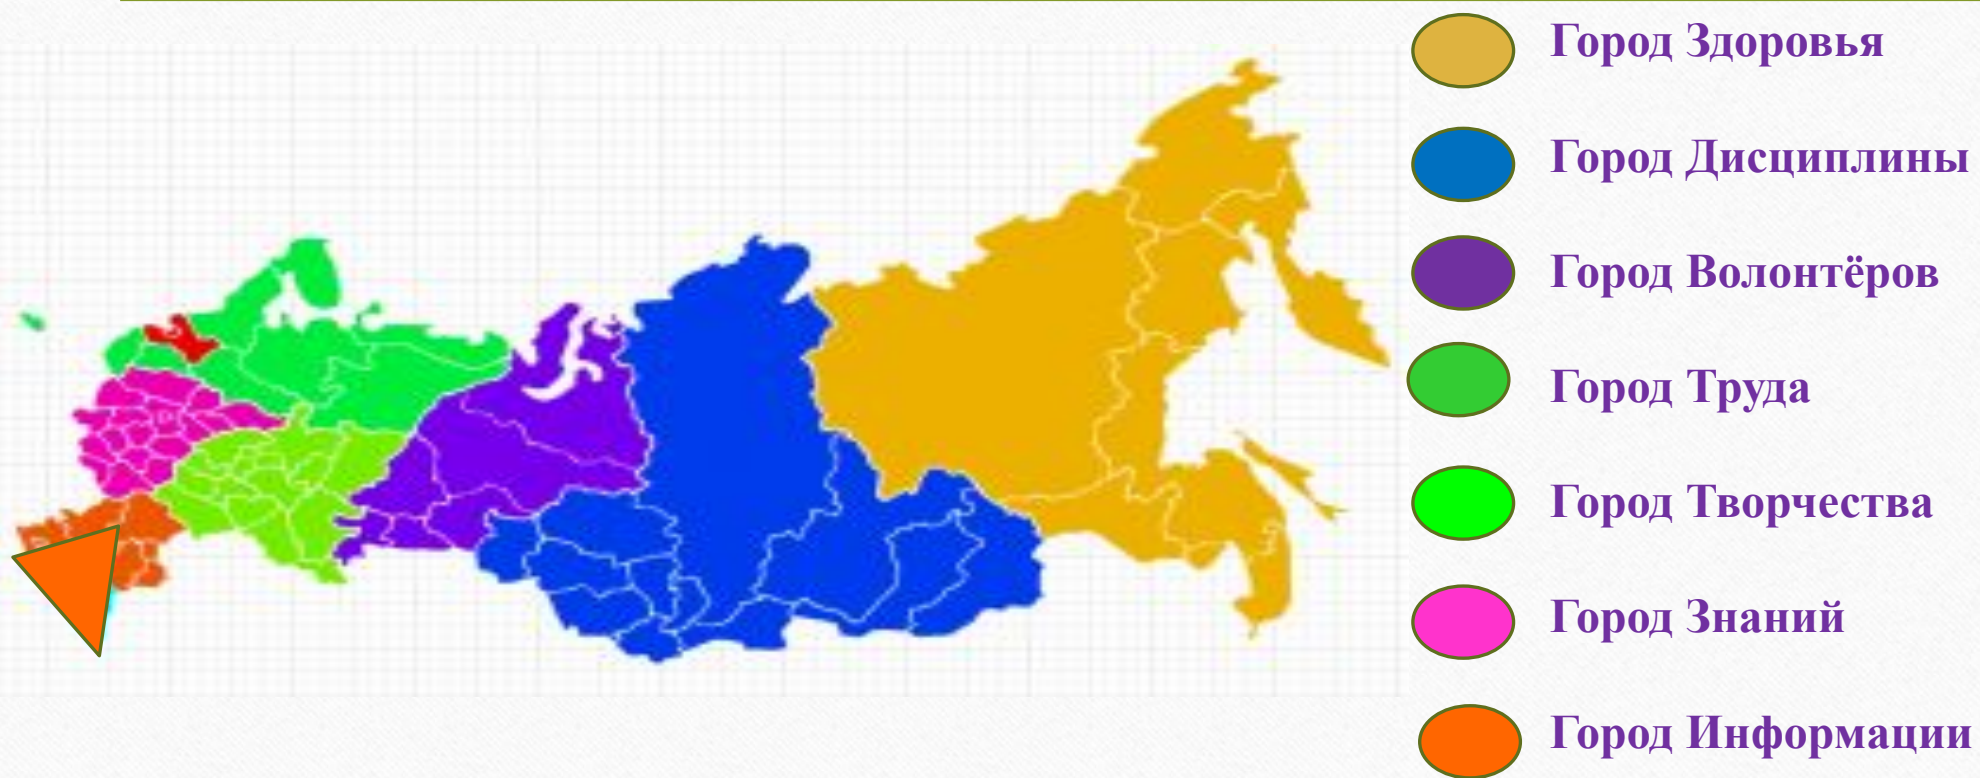 Город Здоровья
Город Дисциплины
Город Волонтёров
Город Труда
Город Творчества
Город Знаний
Город Информации